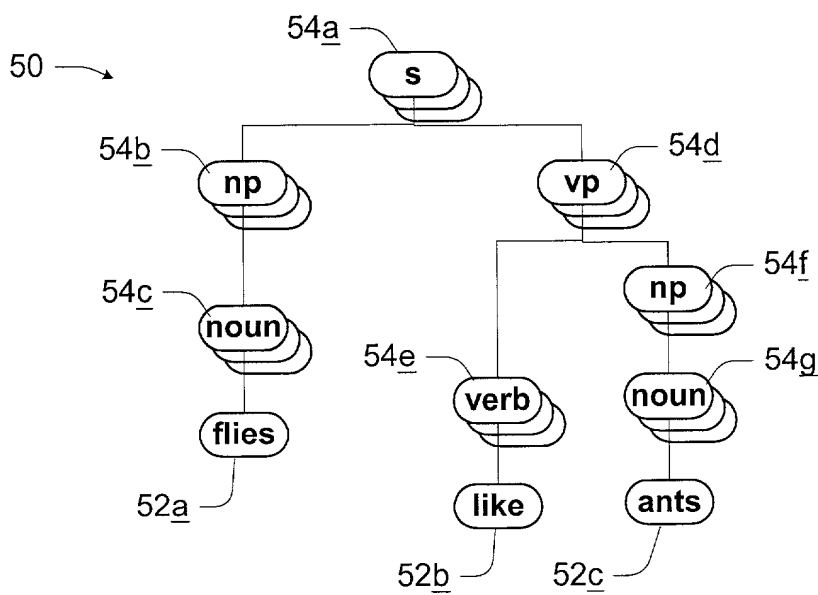 54a
50
s
54b
np
vp
54d
54c
noun
np
54f
54e
verb
noun
54g
flies
52a
like
ants
52b
52c